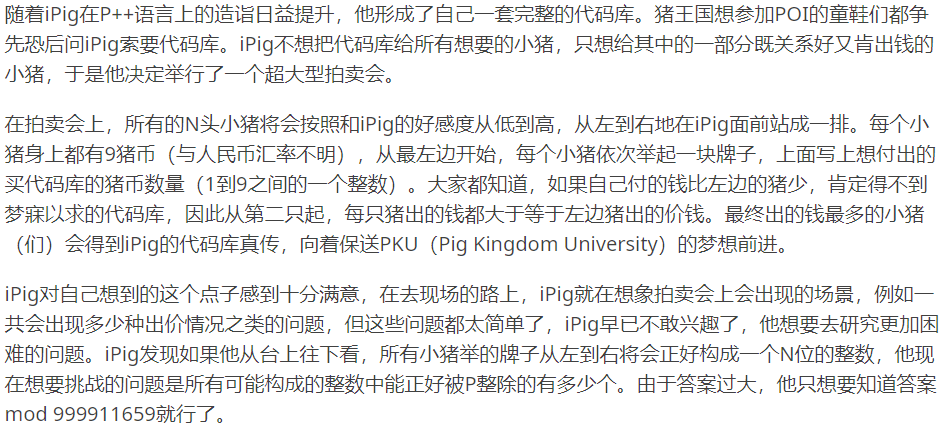 随着iPig在P++语言上的造诣日益提升，他形成了自己一套完整的代码库。猪王国想参加POI的童鞋们都争
先恐后问iPig索要代码库。iPig不想把代码库给所有想要的小猪，只想给其中的一部分既关系好又肯出钱的
小猪，于是他决定举行了一个超大型拍卖会。
在拍卖会上，所有的N头小猪将会按照和iPig的好感度从低到高，从左到右地在iPig面前站成一排。每个小
猪身上都有9猪币（与人民币汇率不明），从最左边开始，每个小猪依次举起一块牌子，上面写上想付出的
买代码库的猪币数量（1到9之间的一个整数）。大家都知道，如果自己付的钱比左边的猪少，肯定得不到
梦寐以求的代码库，因此从第二只起，每只猪出的钱都大于等于左边猪出的价钱。最终出的钱最多的小猪
（们）会得到iPig的代码库真传，向着保送PKU（Pig Kingdom University）的梦想前进。
iPig对自己想到的这个点子感到十分满意，在去现场的路上，iPig就在想象拍卖会上会出现的场景，例如一
共会出现多少种出价情况之类的问题，但这些问题都太简单了，iPig早已不敢兴趣了，他想要去研究更加困
难的问题。iPig发现如果他从台上往下看，所有小猪举的牌子从左到右将会正好构成一个N位的整数，他现
在想要挑战的问题是所有可能构成的整数中能正好被P整除的有多少个。由于答案过大，他只想要知道答案
mod 999911659就行了。